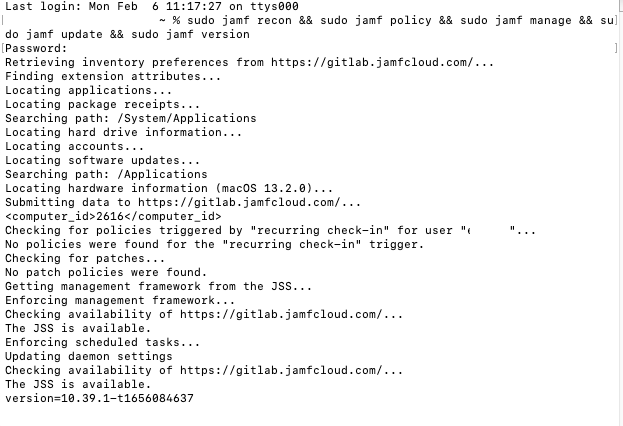 Last login: Mon Feb  6 11:17:27 on ttys000
~ % sudo jamf recon && sudo jamf policy && sudo jamf manage && su
do jamf update && sudo jamf version
Password:
Retrieving inventory preferences from https://gitlab.jamfcloud.com/...
Finding extension attributes...
Locating applications...
Locating package receipts...
Searching path: /System/Applications
Locating hard drive information...
Locating accounts...
Locating software updates...
Searching path: /Applications
Locating hardware information (macOS 13.2.0)...
Submitting data to https://gitlab.jamfcloud.com/...
<computer_id>2616</computer_id>
Checking for policies triggered by "recurring check-in" for user "      "...
No policies were found for the "recurring check-in" trigger.
Checking for patches...
No patch policies were found.
Getting management framework from the JSS...
Enforcing management framework...
Checking availability of https://gitlab.jamfcloud.com/...
The JSS is available.
Enforcing scheduled tasks...
Updating daemon settings
Checking availability of https://gitlab.jamfcloud.com/...
The JSS is available.
version=10.39.1-t1656084637